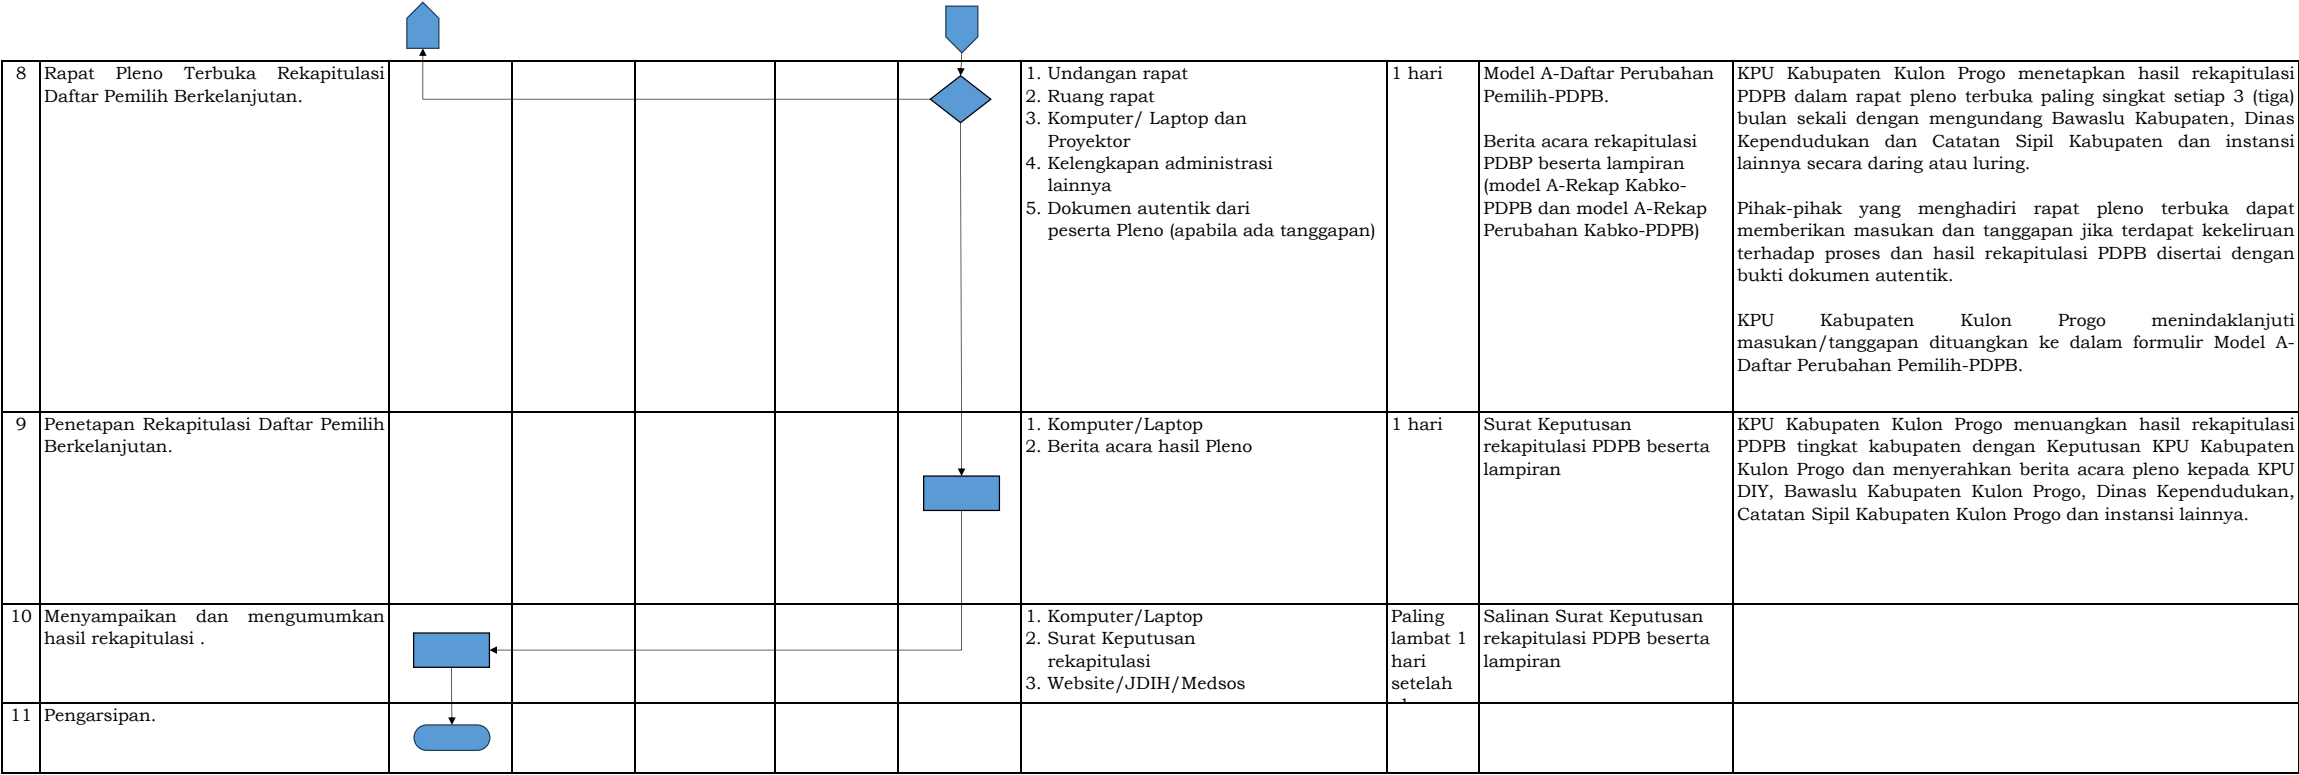 8
Rapat Pleno Terbuka Rekapitulasi
Daftar Pemilih Berkelanjutan.
1. Undangan rapat
2. Ruang rapat
3. Komputer/ Laptop dan
Proyektor
4. Kelengkapan administrasi
lainnya
5. Dokumen autentik dari
peserta Pleno (apabila ada tanggapan)
1 hari
Model A-Daftar Perubahan
Pemilih-PDPB.
Berita acara rekapitulasi
PDBP beserta lampiran
(model A-Rekap Kabko-
PDPB dan model A-Rekap
Perubahan Kabko-PDPB)
KPU Kabupaten Kulon Progo menetapkan hasil rekapitulasi
PDPB dalam rapat pleno terbuka paling singkat setiap 3 (tiga)
bulan sekali dengan mengundang Bawaslu Kabupaten, Dinas
Kependudukan dan Catatan Sipil Kabupaten dan instansi
lainnya secara daring atau luring.
Pihak-pihak yang menghadiri rapat pleno terbuka dapat
memberikan masukan dan tanggapan jika terdapat kekeliruan
terhadap proses dan hasil rekapitulasi PDPB disertai dengan
bukti dokumen autentik.
KPU Kabupaten Kulon Progo menindaklanjuti
masukan/tanggapan dituangkan ke dalam formulir Model A-
Daftar Perubahan Pemilih-PDPB.
9
Penetapan Rekapitulasi Daftar Pemilih
Berkelanjutan.
1. Komputer/Laptop
2. Berita acara hasil Pleno
1 hari
Surat Keputusan
rekapitulasi PDPB beserta
lampiran
KPU Kabupaten Kulon Progo menuangkan hasil rekapitulasi
PDPB tingkat kabupaten dengan Keputusan KPU Kabupaten
Kulon Progo dan menyerahkan berita acara pleno kepada KPU
DIY, Bawaslu Kabupaten Kulon Progo, Dinas Kependudukan,
Catatan Sipil Kabupaten Kulon Progo dan instansi lainnya.
10
Menyampaikan dan mengumumkan
hasil rekapitulasi .
1. Komputer/Laptop
2. Surat Keputusan
rekapitulasi
3. Website/JDIH/Medsos
Paling
lambat 1
hari
setelah
Salinan Surat Keputusan
rekapitulasi PDPB beserta
lampiran
11
Pengarsipan.